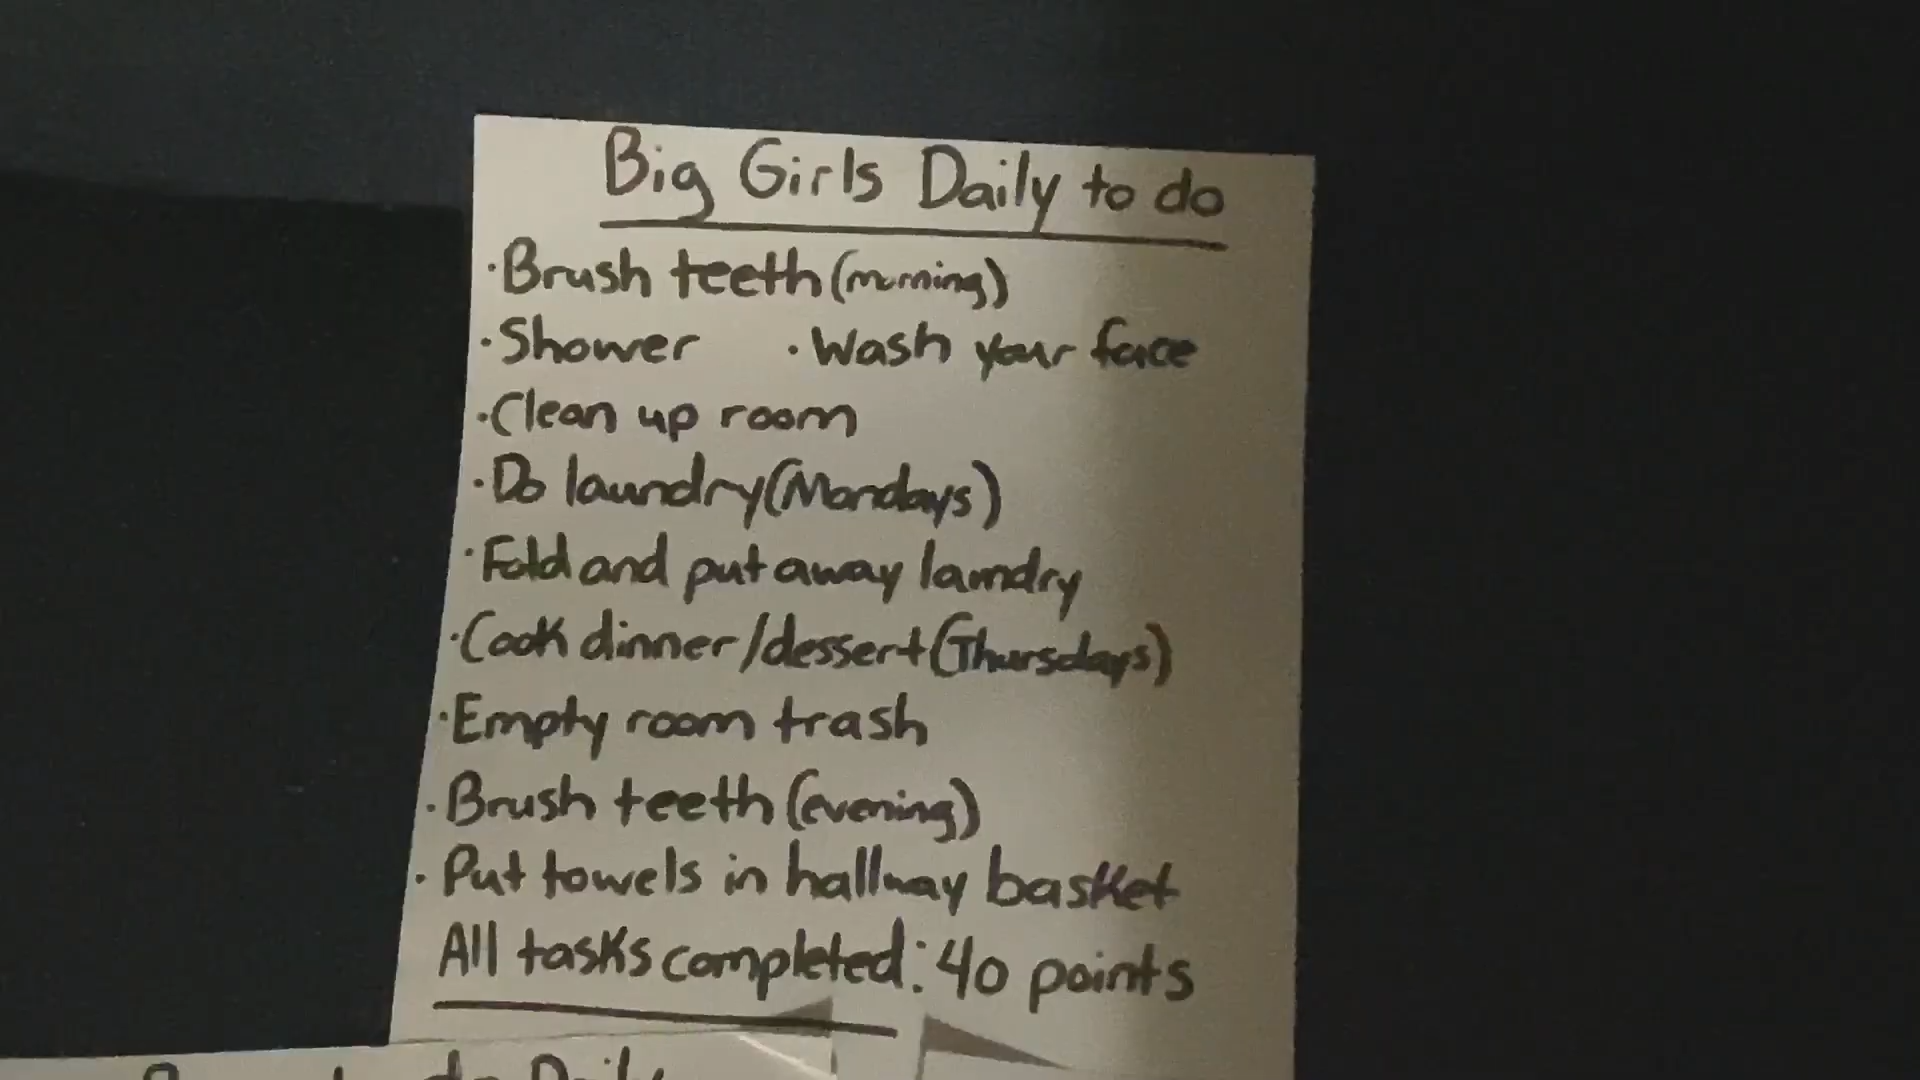 Big Girls Daily to do
·Brush teeth (morning)
·Shower ·Wash your face
·Clean up room
·Do laundry (Mondays)
·Fold and put away laundry
·Cook dinner/dessert (Thursdays)
·Empty room trash
·Brush teeth (evening)
·Put towels in hallway basket
All tasks completed: 40 points